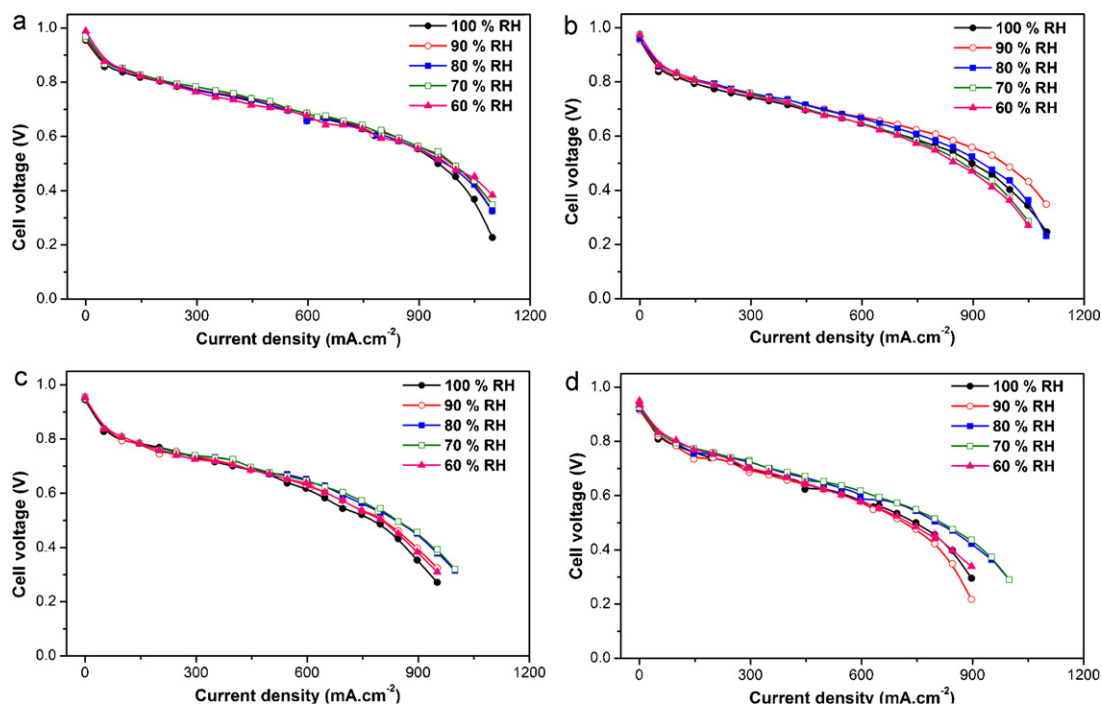 a
100 % RH
90 % RH
80 % RH
70 % RH
60 % RH
1.0
0.8
0.6
0.4
0.2
0.0
Cell voltage (V)
0
300
600
900
1200
Current density (mA.cm⁻²)
b
100 % RH
90 % RH
80 % RH
70 % RH
60 % RH
1.0
0.8
0.6
0.4
0.2
0.0
Cell voltage (V)
0
300
600
900
1200
Current density (mA.cm⁻²)
c
100 % RH
90 % RH
80 % RH
70 % RH
60 % RH
1.0
0.8
0.6
0.4
0.2
0.0
Cell voltage (V)
0
300
600
900
1200
Current density (mA.cm⁻²)
d
100 % RH
90 % RH
80 % RH
70 % RH
60 % RH
1.0
0.8
0.6
0.4
0.2
0.0
Cell voltage (V)
0
300
600
900
1200
Current density (mA.cm⁻²)